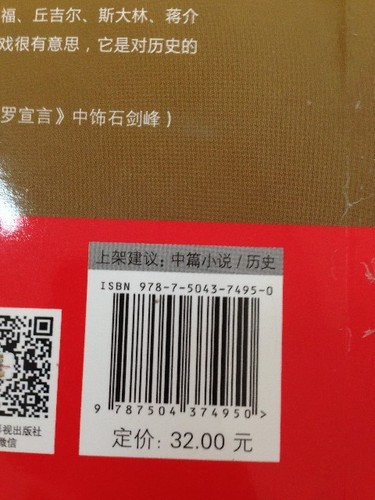 福、丘吉尔、斯大林、蒋介
戏很有意思，它是对历史的
罗宣言》中饰石剑峰）
上架建议：中篇小说 / 历史
ISBN 978-7-5043-7495-0
9 787504 374950 >
定价：32.00 元
影视出版社
微信